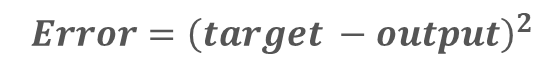 Error = (target − output)²